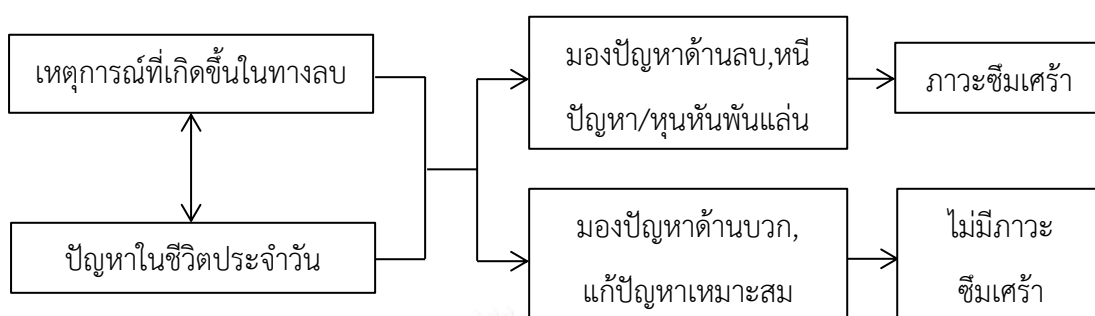 เหตุการณ์ที่เกิดขึ้นในทางลบ
ปัญหาในชีวิตประจำวัน
มองปัญหาด้านลบ,หนี
ปัญหา/หุนหันพันแล่น
ภาวะซึมเศร้า
มองปัญหาด้านบวก,
แก้ปัญหาเหมาะสม
ไม่มีภาวะ
ซึมเศร้า